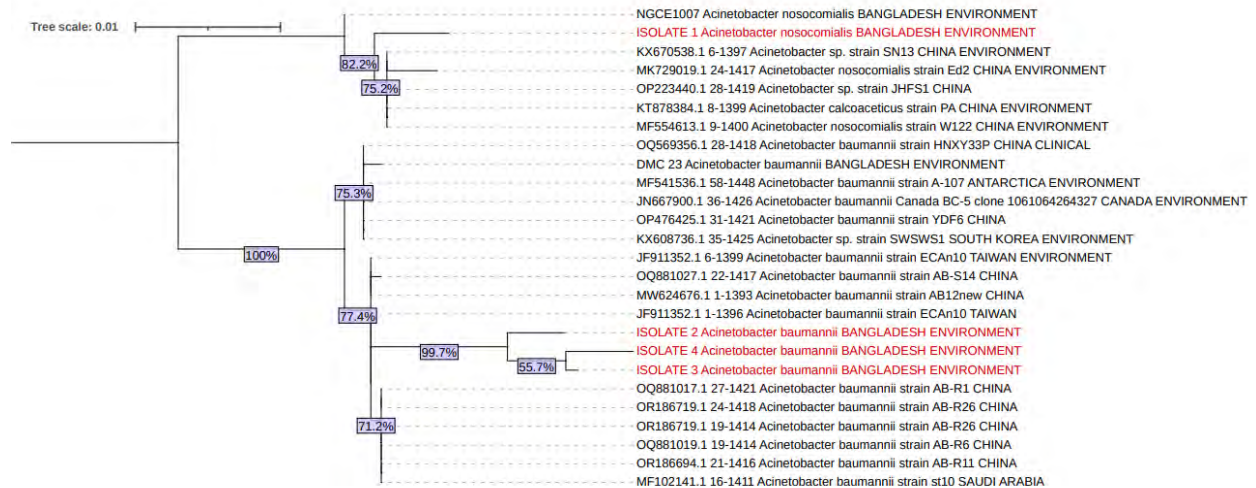 Tree scale: 0.01
NGCE1007 Acinetobacter nosocomialis BANGLADESH ENVIRONMENT
ISOLATE 1 Acinetobacter nosocomialis BANGLADESH ENVIRONMENT
KX670538.1 6-1397 Acinetobacter sp. strain SN13 CHINA ENVIRONMENT
82.2%
MK729019.1 24-1417 Acinetobacter nosocomialis strain Ed2 CHINA ENVIRONMENT
75.2%
OP223440.1 28-1419 Acinetobacter sp. strain JHFS1 CHINA
KT878384.1 8-1399 Acinetobacter calcoaceticus strain PA CHINA ENVIRONMENT
MF554613.1 9-1400 Acinetobacter nosocomialis strain W122 CHINA ENVIRONMENT
OQ569356.1 28-1418 Acinetobacter baumannii strain HNXY33P CHINA CLINICAL
DMC 23 Acinetobacter baumannii BANGLADESH ENVIRONMENT
MF541536.1 58-1448 Acinetobacter baumannii strain A-107 ANTARCTICA ENVIRONMENT
75.3%
JN667900.1 36-1426 Acinetobacter baumannii Canada BC-5 clone 1061064264327 CANADA ENVIRONMENT
OP476425.1 31-1421 Acinetobacter baumannii strain YDF6 CHINA
KX608736.1 35-1425 Acinetobacter sp. strain SWSWS1 SOUTH KOREA ENVIRONMENT
100%
JF911352.1 6-1399 Acinetobacter baumannii strain ECAn10 TAIWAN ENVIRONMENT
OQ881027.1 22-1417 Acinetobacter baumannii strain AB-S14 CHINA
MW624676.1 1-1393 Acinetobacter baumannii strain AB12new CHINA
JF911352.1 1-1396 Acinetobacter baumannii strain ECAn10 TAIWAN
77.4%
ISOLATE 2 Acinetobacter baumannii BANGLADESH ENVIRONMENT
99.7%
ISOLATE 4 Acinetobacter baumannii BANGLADESH ENVIRONMENT
55.7%
ISOLATE 3 Acinetobacter baumannii BANGLADESH ENVIRONMENT
OQ881017.1 27-1421 Acinetobacter baumannii strain AB-R1 CHINA
OR186719.1 24-1418 Acinetobacter baumannii strain AB-R26 CHINA
71.2%
OR186719.1 19-1414 Acinetobacter baumannii strain AB-R26 CHINA
OQ881019.1 19-1414 Acinetobacter baumannii strain AB-R6 CHINA
OR186694.1 21-1416 Acinetobacter baumannii strain AB-R11 CHINA
MF102141.1 16-1411 Acinetobacter baumannii strain st10 SAUDI ARABIA